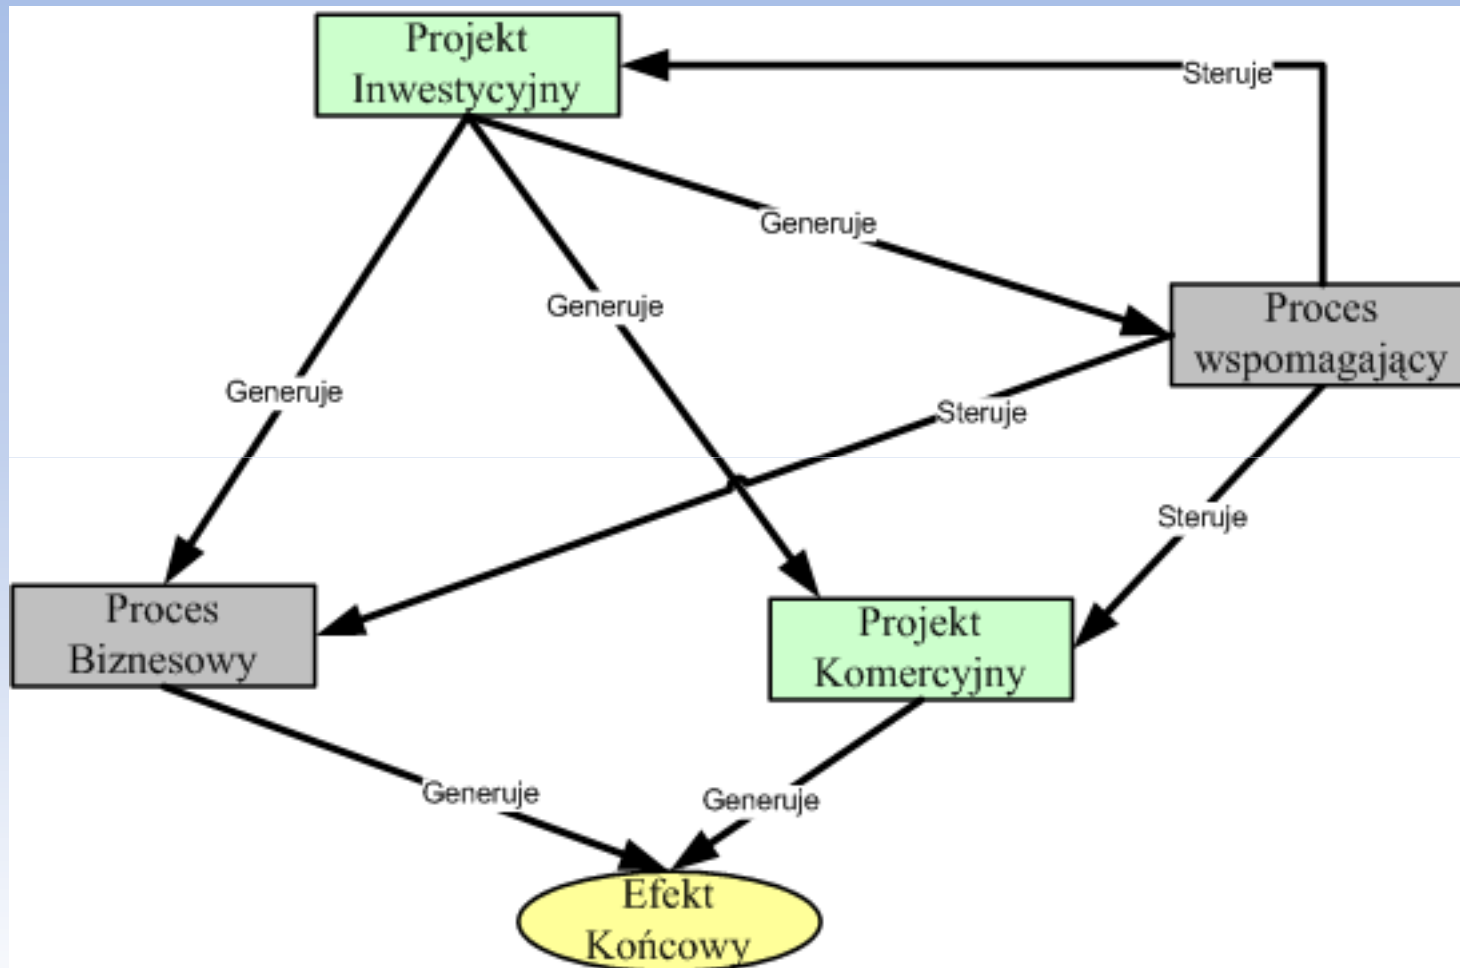 Projekt
Inwestycyjny
Steruje
Generuje
Generuje
Proces
wspomagający
Generuje
Steruje
Steruje
Proces
Biznesowy
Projekt
Komercyjny
Generuje
Generuje
Efekt
Końcowy